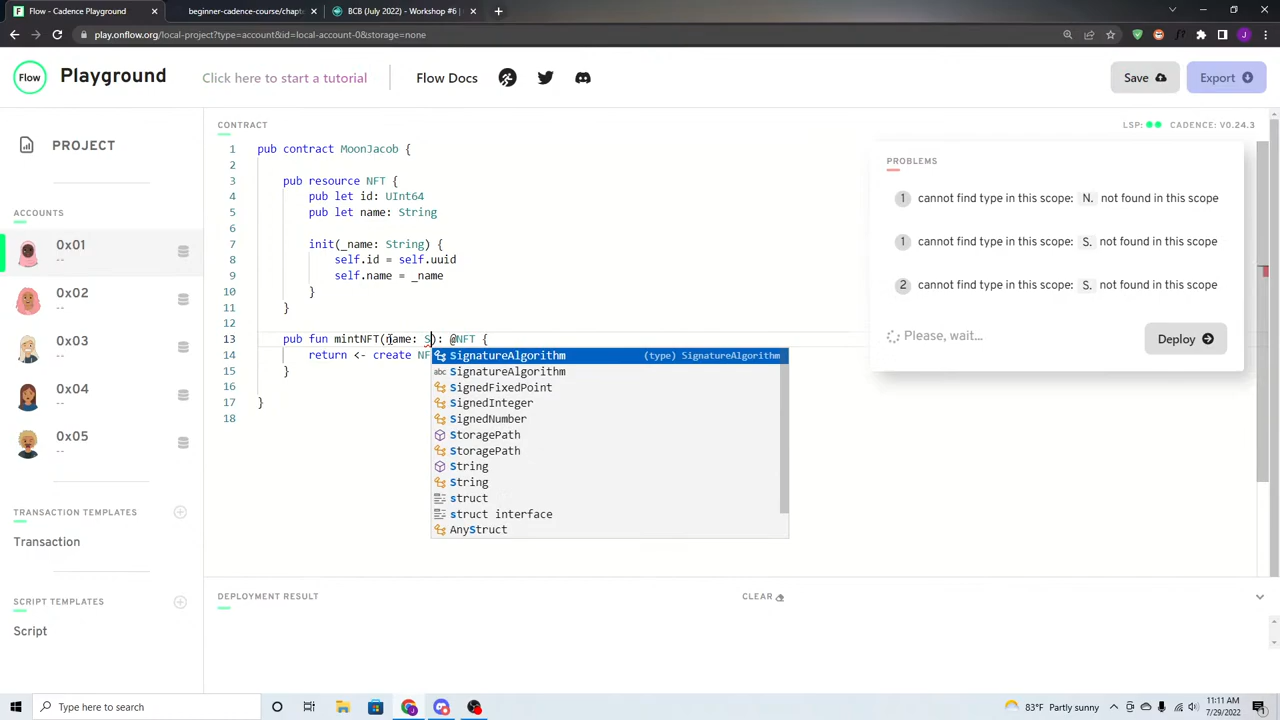 Flow - Cadence Playground
beginner-cadence-course/chapte
BCB (July 2022) - Workshop #6 |
play.onflow.org/local-project?type=account&id=local-account-0&storage=none
Flow
Playground
Click here to start a tutorial
Flow Docs
Save
Export
PROJECT
ACCOUNTS
0x01
--
0x02
--
0x03
--
0x04
--
0x05
--
TRANSACTION TEMPLATES
Transaction
SCRIPT TEMPLATES
Script
CONTRACT
LSP:
CADENCE: V0.24.3
1 pub contract MoonJacob {
2
3 pub resource NFT {
4 pub let id: UInt64
5 pub let name: String
6
7 init(_name: String) {
8 self.id = self.uuid
9 self.name = _name
10 }
11 }
12
13 pub fun mintNFT(name: S): @NFT {
14 return <- create NF
15 }
16
17 }
18
SignatureAlgorithm (type) SignatureAlgorithm
abc SignatureAlgorithm
SignedFixedPoint
SignedInteger
SignedNumber
StoragePath
StoragePath
String
String
struct
struct interface
AnyStruct
PROBLEMS
1 cannot find type in this scope: N. not found in this scope
1 cannot find type in this scope: S. not found in this scope
2 cannot find type in this scope: S. not found in this scope
Please, wait...
Deploy
DEPLOYMENT RESULT
CLEAR
Type here to search
83°F Partly sunny
11:11 AM
7/29/2022